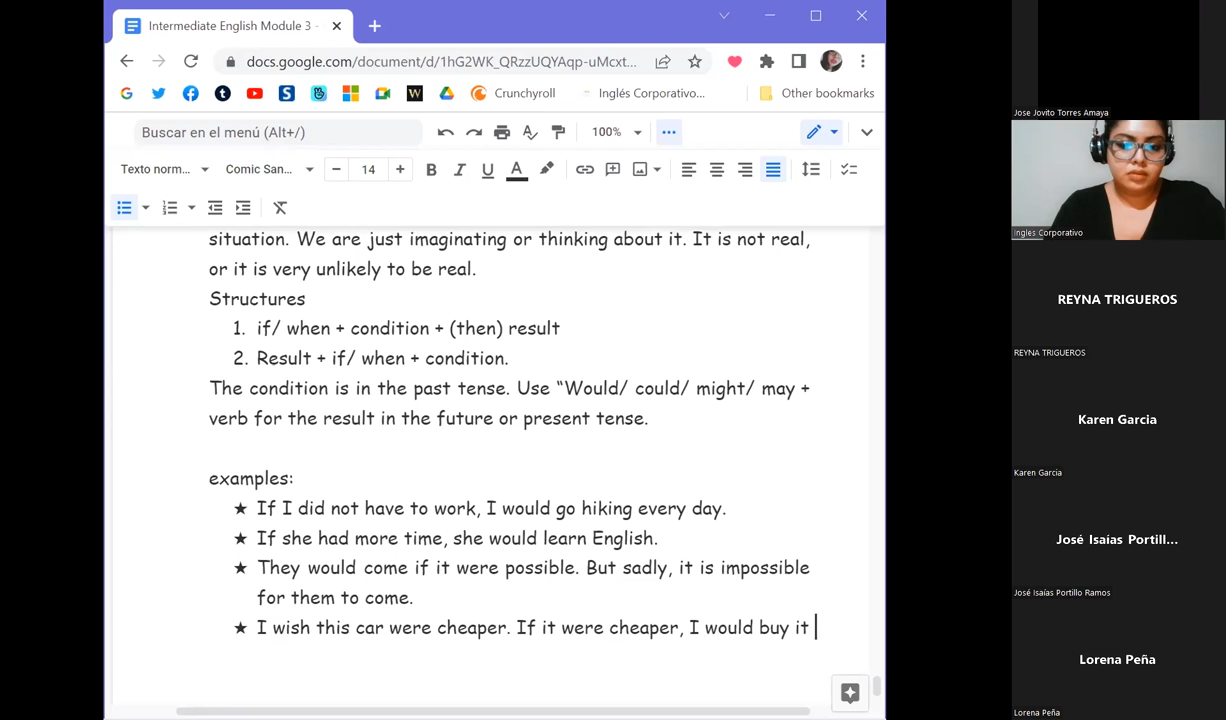 Intermediate English Module 3 -
docs.google.com/document/d/1hG2WK_QRzzUQYAqp-uMcxt...
Crunchyroll
Inglés Corporativo...
Other bookmarks
Buscar en el menú (Alt+/)
100%
Texto norm...
Comic San...
14
situation. We are just imaginating or thinking about it. It is not real,
or it is very unlikely to be real.
Structures
1. if/ when + condition + (then) result
2. Result + if/ when + condition.
The condition is in the past tense. Use “Would/ could/ might/ may +
verb for the result in the future or present tense.
examples:
★ If I did not have to work, I would go hiking every day.
★ If she had more time, she would learn English.
★ They would come if it were possible. But sadly, it is impossible
for them to come.
★ I wish this car were cheaper. If it were cheaper, I would buy it
Jose Jovito Torres Amaya
Inglés Corporativo
REYNA TRIGUEROS
REYNA TRIGUEROS
Karen Garcia
Karen Garcia
José Isaías Portill...
José Isaías Portillo Ramos
Lorena Peña
Lorena Peña